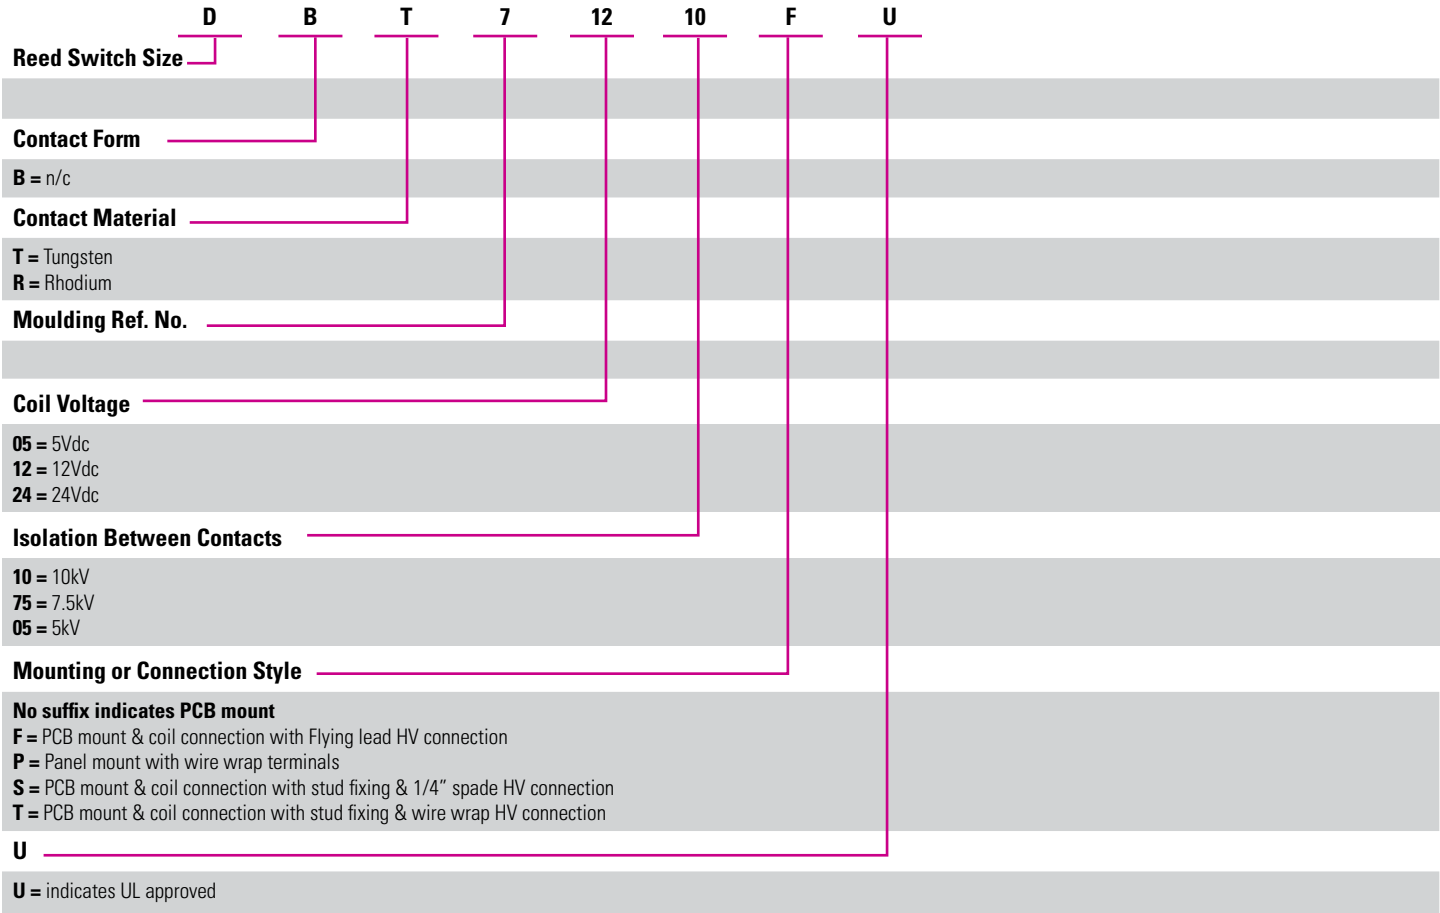 D B T 7 12 10 F U
Reed Switch Size
Contact Form
B = n/c
Contact Material
T = Tungsten
R = Rhodium
Moulding Ref. No.
Coil Voltage
05 = 5Vdc
12 = 12Vdc
24 = 24Vdc
Isolation Between Contacts
10 = 10kV
75 = 7.5kV
05 = 5kV
Mounting or Connection Style
No suffix indicates PCB mount
F = PCB mount & coil connection with Flying lead HV connection
P = Panel mount with wire wrap terminals
S = PCB mount & coil connection with stud fixing & 1/4” spade HV connection
T = PCB mount & coil connection with stud fixing & wire wrap HV connection
U
U = indicates UL approved